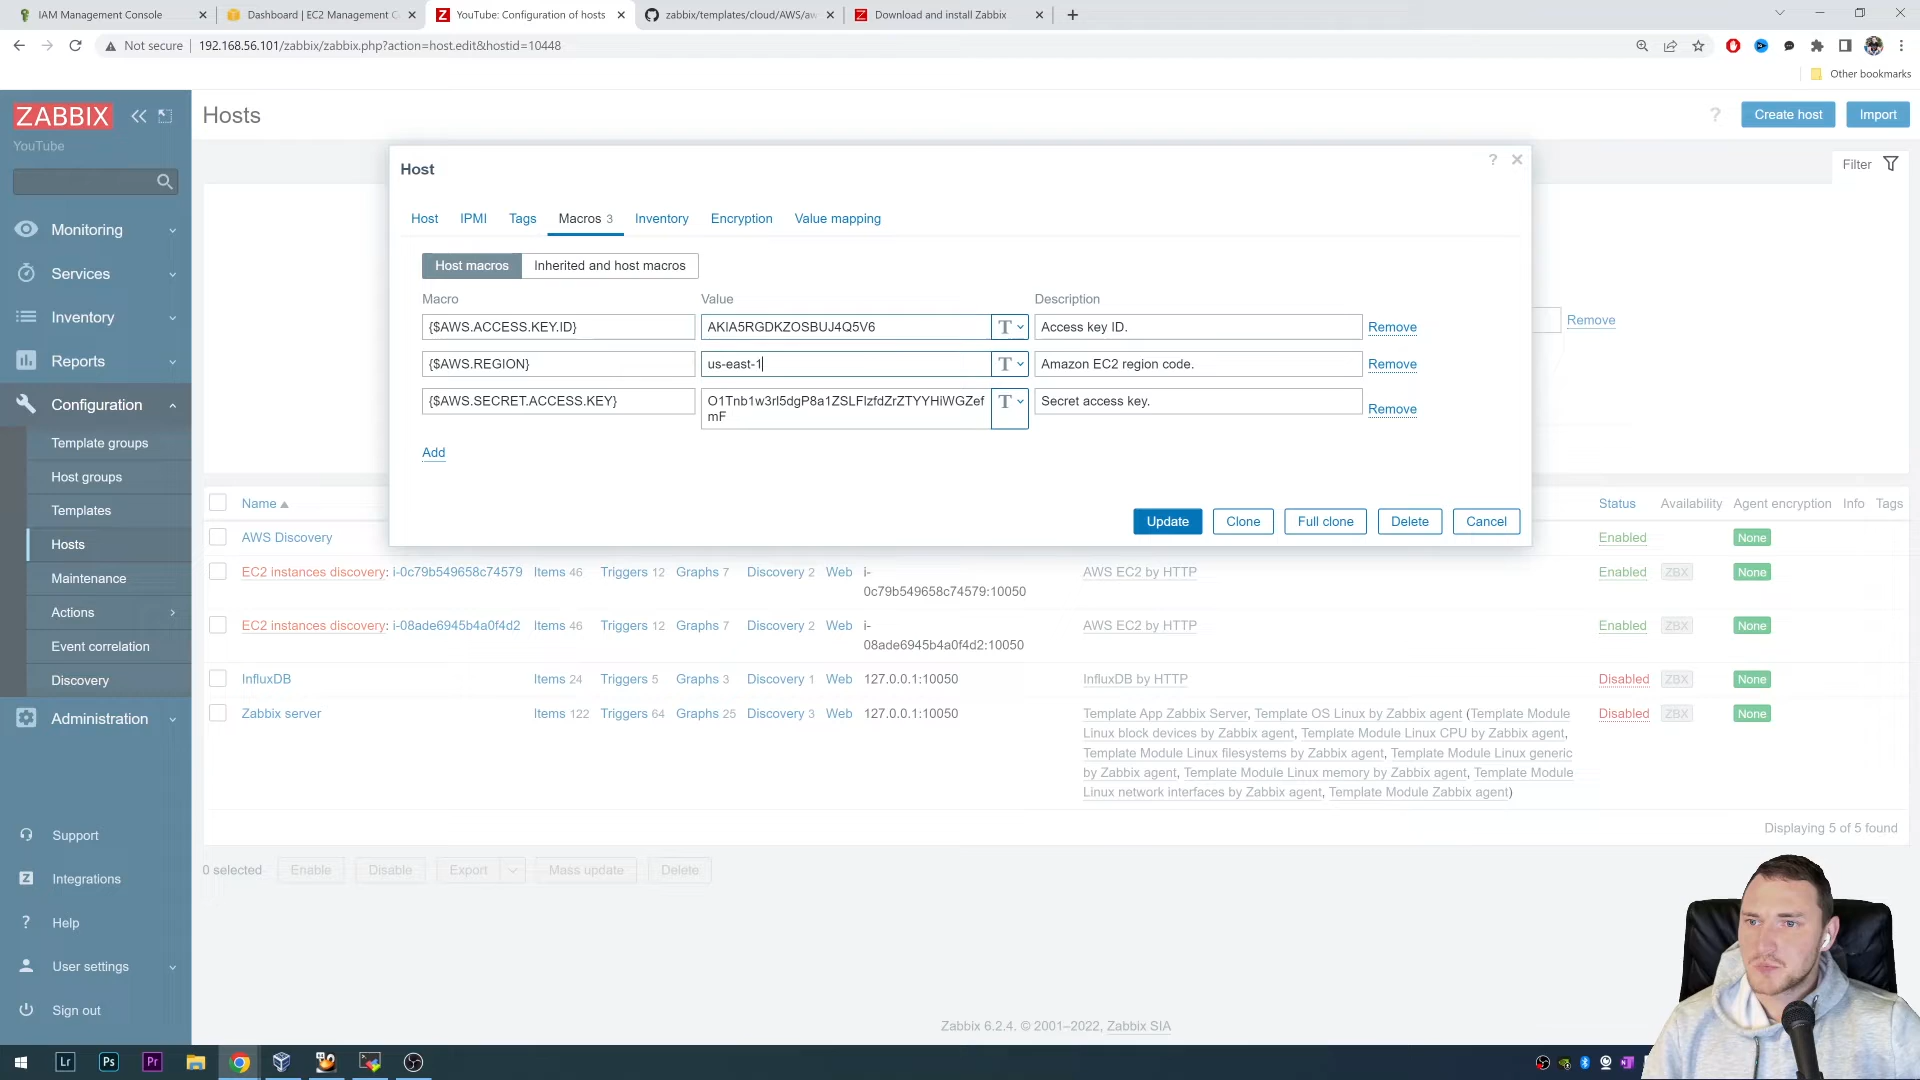 IAM Management Console
Dashboard | EC2 Management C
YouTube: Configuration of hosts
zabbix/templates/cloud/AWS/aw
Download and install Zabbix
Not secure
192.168.56.101/zabbix/zabbix.php?action=host.edit&hostid=10448
Other bookmarks
ZABBIX
YouTube
Monitoring
Services
Inventory
Reports
Configuration
Template groups
Host groups
Templates
Hosts
Maintenance
Actions
Event correlation
Discovery
Administration
Support
Integrations
Help
User settings
Sign out
Hosts
Create host
Import
Filter
Host
Host IPMI Tags Macros 3 Inventory Encryption Value mapping
Host macros Inherited and host macros
Macro Value Description
{$AWS.ACCESS.KEY.ID} AKIA5RGDKZOSBUJ4Q5V6 T Access key ID. Remove
{$AWS.REGION} us-east-1 T Amazon EC2 region code. Remove
{$AWS.SECRET.ACCESS.KEY} O1Tnb1w3rl5dgP8a1ZSLFlzfdZrZTYYHiWGZef T Secret access key. Remove
mF
Add
Update Clone Full clone Delete Cancel
Remove
Name Status Availability Agent encryption Info Tags
AWS Discovery Enabled None
EC2 instances discovery: i-0c79b549658c74579 Items 46 Triggers 12 Graphs 7 Discovery 2 Web i- AWS EC2 by HTTP Enabled ZBX None
0c79b549658c74579:10050
EC2 instances discovery: i-08ade6945b4a0f4d2 Items 46 Triggers 12 Graphs 7 Discovery 2 Web i- AWS EC2 by HTTP Enabled ZBX None
08ade6945b4a0f4d2:10050
InfluxDB Items 24 Triggers 5 Graphs 3 Discovery 1 Web 127.0.0.1:10050 InfluxDB by HTTP Disabled ZBX None
Zabbix server Items 122 Triggers 64 Graphs 25 Discovery 3 Web 127.0.0.1:10050 Template App Zabbix Server, Template OS Linux by Zabbix agent (Template Module Disabled ZBX None
Linux block devices by Zabbix agent, Template Module Linux CPU by Zabbix agent,
Template Module Linux filesystems by Zabbix agent, Template Module Linux generic
by Zabbix agent, Template Module Linux memory by Zabbix agent, Template Module
Linux network interfaces by Zabbix agent, Template Module Zabbix agent)
Displaying 5 of 5 found
0 selected Enable Disable Export Mass update Delete
Zabbix 6.2.4. © 2001–2022, Zabbix SIA
Lr Ps Pr